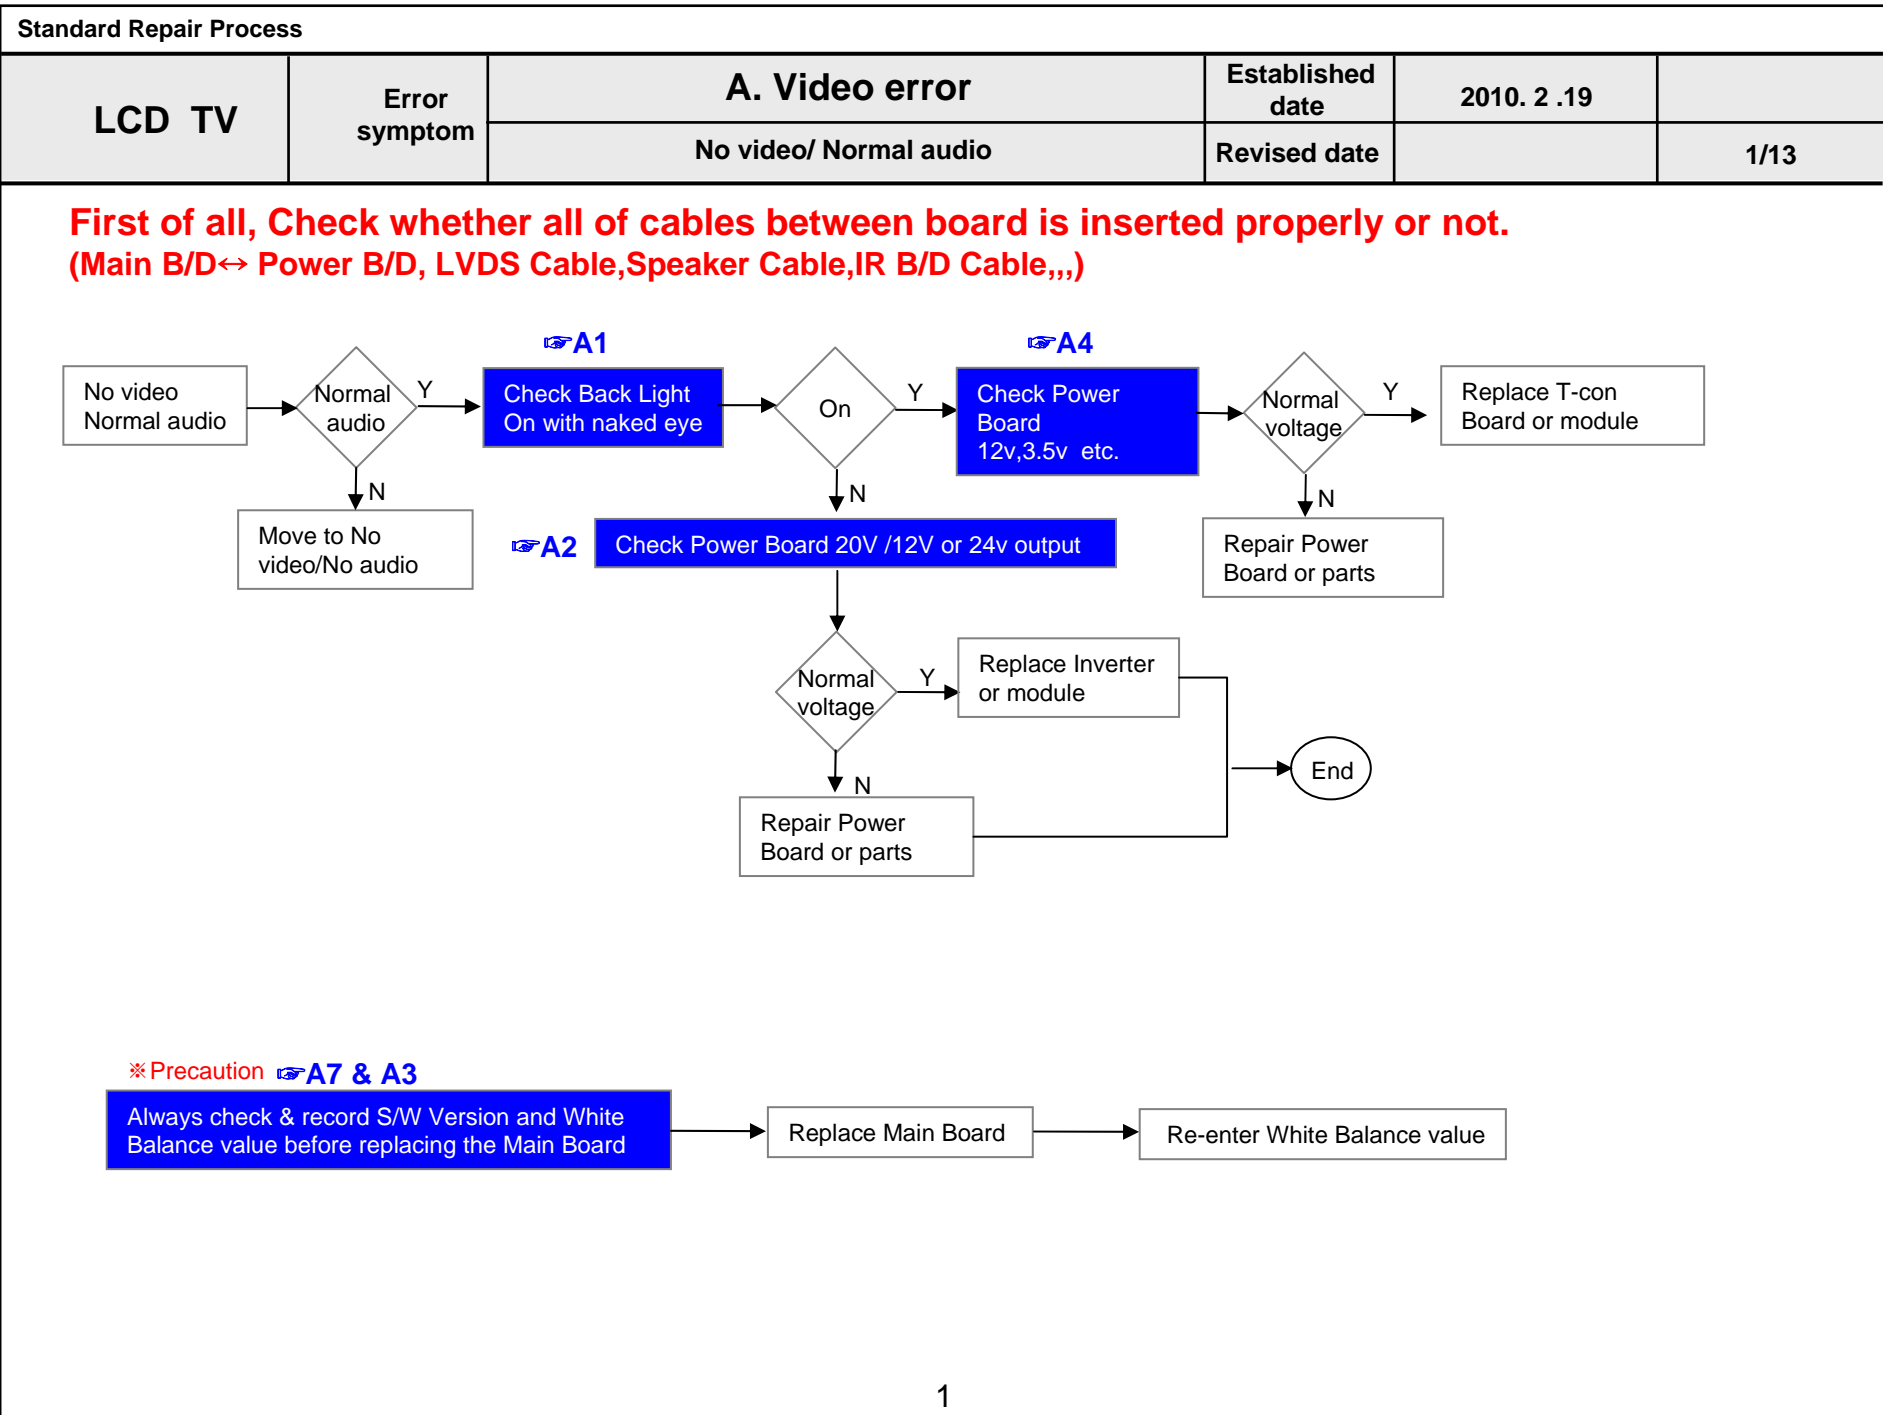 Standard Repair Process
LCD  TV
Error
symptom
A. Video error
No video/ Normal audio
Established
date
2010. 2 .19
Revised date
1/13
First of all, Check whether all of cables between board is inserted properly or not.
(Main B/D↔ Power B/D, LVDS Cable,Speaker Cable,IR B/D Cable,,,)
☞A1
☞A4
No video
Normal audio
Normal
audio
Y
Check Back Light
On with naked eye
On
Y
Check Power
Board
12v,3.5v  etc.
Normal
voltage
Y
Replace T-con
Board or module
N
N
N
Move to No
video/No audio
☞A2
Check Power Board 20V /12V or 24v output
Repair Power
Board or parts
Normal
voltage
Y
Replace Inverter
or module
End
N
Repair Power
Board or parts
※Precaution ☞A7 & A3
Always check & record S/W Version and White
Balance value before replacing the Main Board
Replace Main Board
Re-enter White Balance value
1